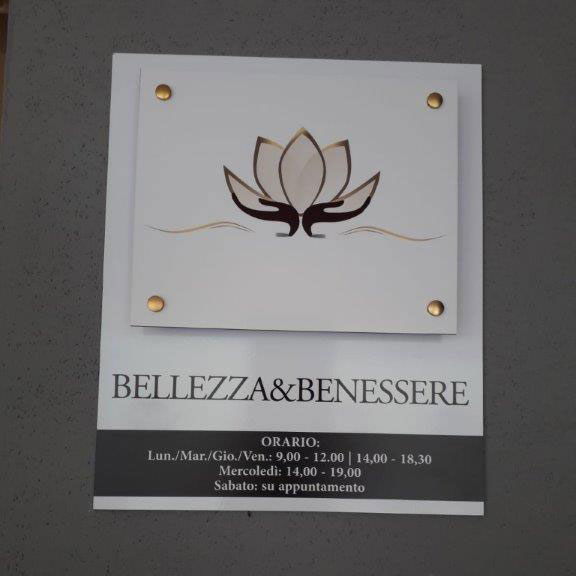 BELLEZZA&BENESSERE
ORARIO:
Lun./Mar./Gio./Ven.: 9,00 - 12.00 | 14,00 - 18,30
Mercoledì: 14,00 - 19,00
Sabato: su appuntamento